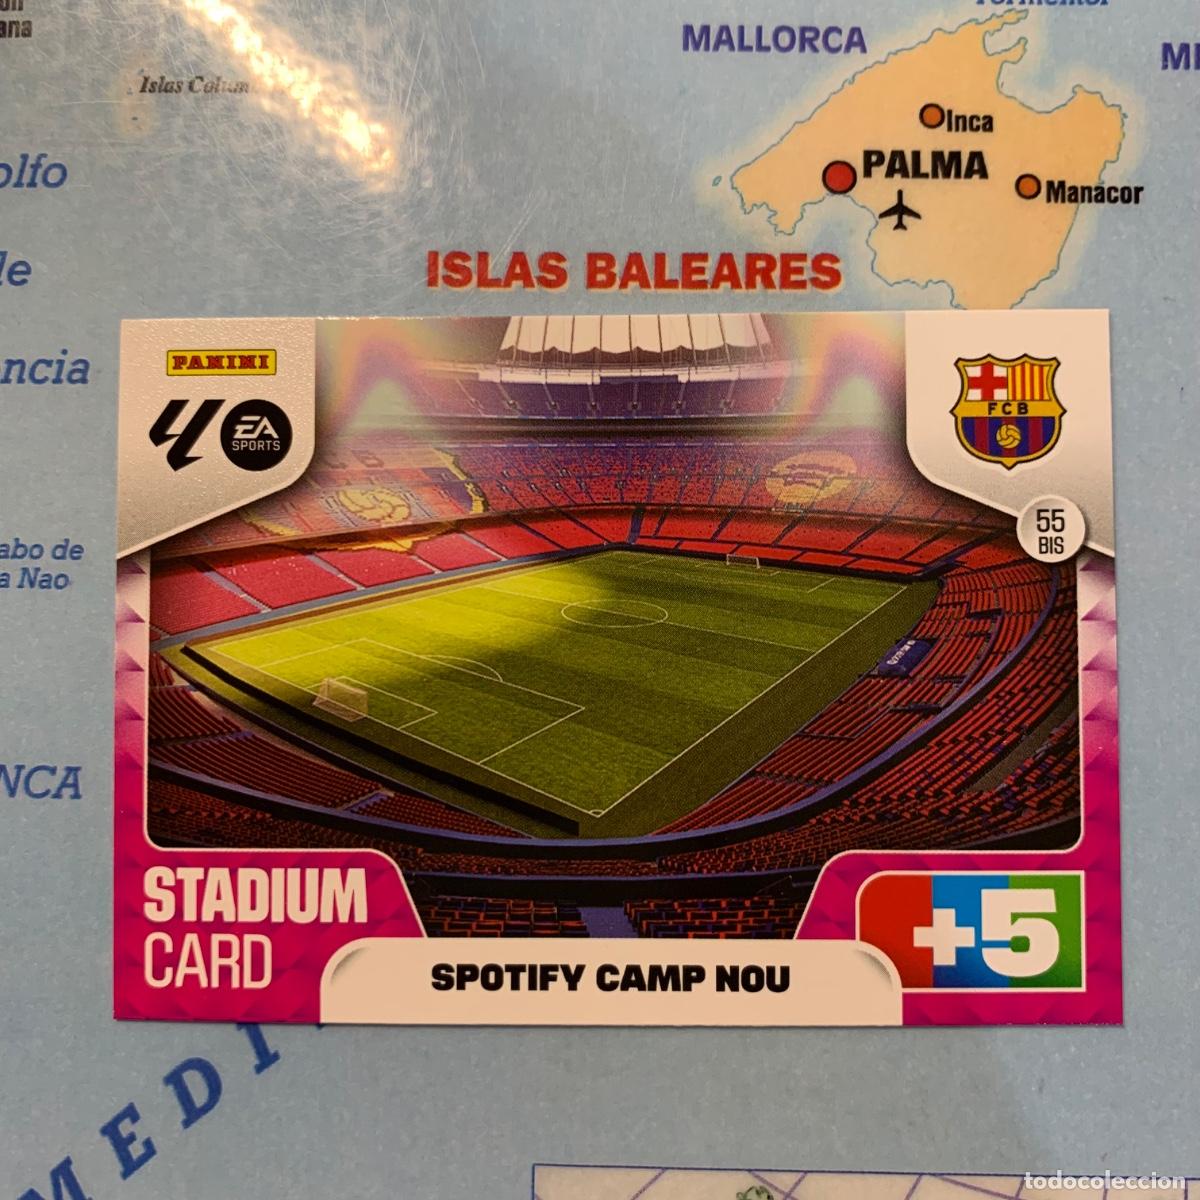 MALLORCA
Islas Colum
Inca
PALMA
Manacor
olfo
de
ISLAS BALEARES
ncia
PANINI
EA
SPORTS
FCB
55
BIS
abo de
a Nao
NCA
STADIUM
CARD
+5
SPOTIFY CAMP NOU
MEDI
todocoleccion